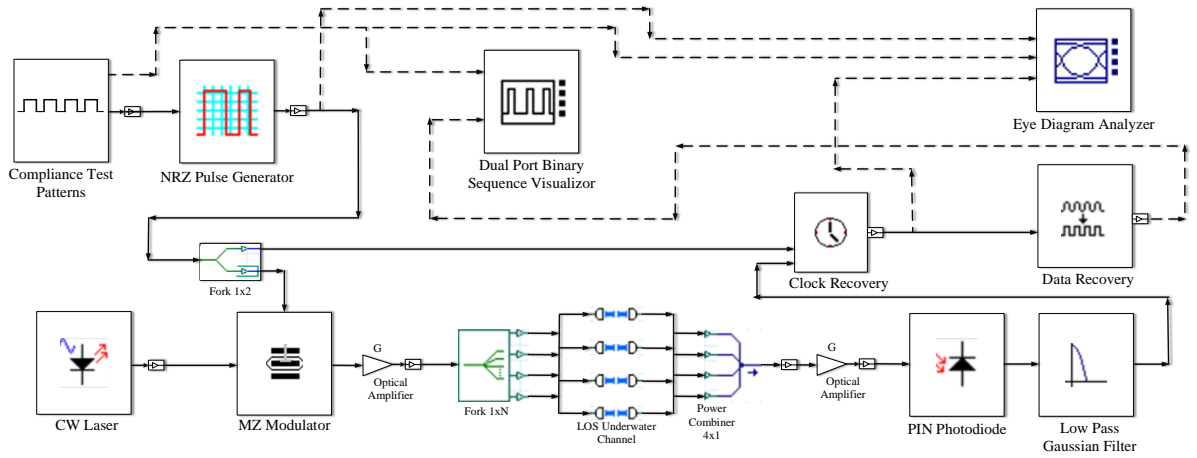 Compliance Test
Patterns
NRZ Pulse Generator
Dual Port Binary
Sequence Visualizor
Eye Diagram Analyzer
Clock Recovery
Data Recovery
Fork 1x2
CW Laser
MZ Modulator
G
Optical
Amplifier
Fork 1xN
LOS Underwater
Channel
Power
Combiner
4x1
G
Optical
Amplifier
PIN Photodiode
Low Pass
Gaussian Filter